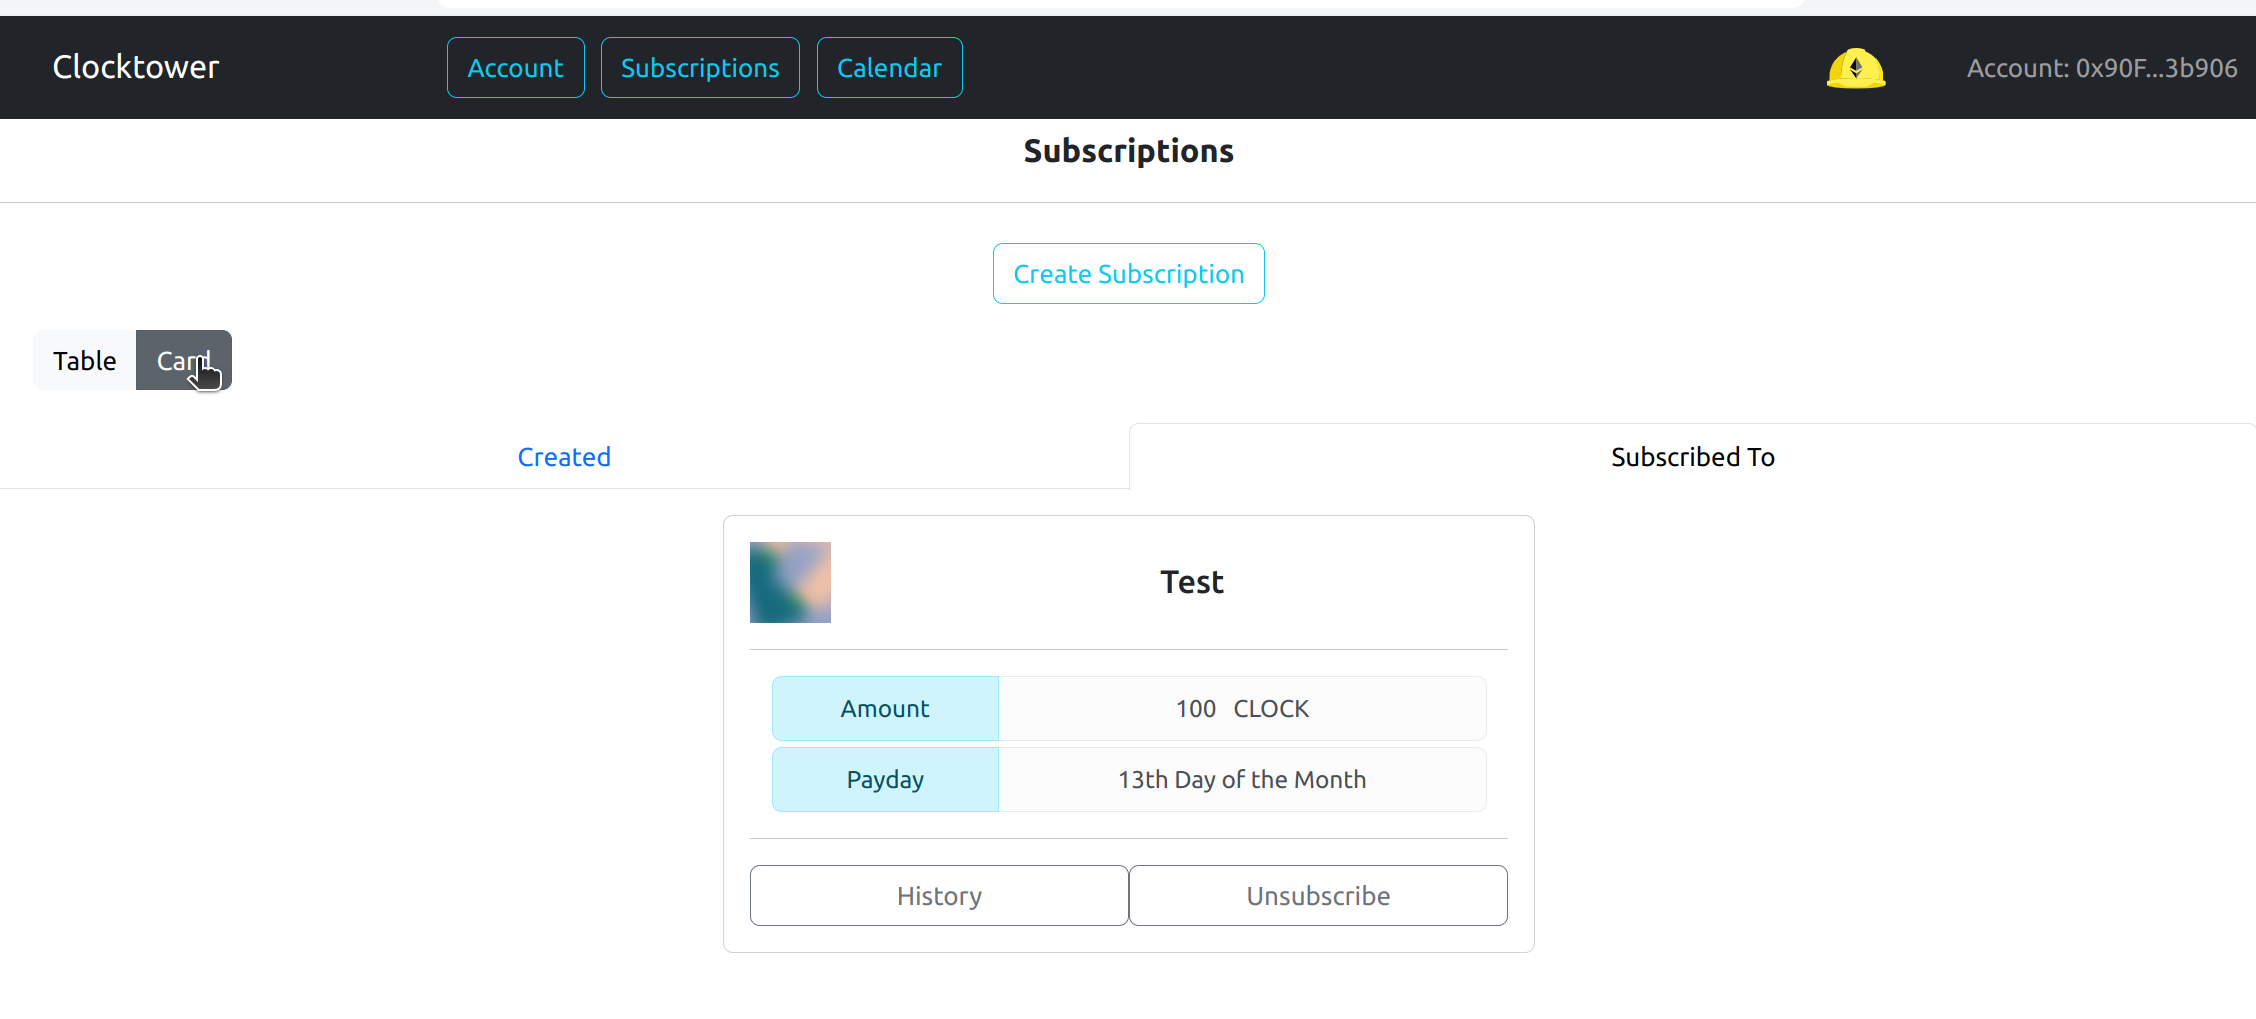 Clocktower
Account
Subscriptions
Calendar
Account: 0x90F...3b906
Subscriptions
Create Subscription
Table
Card
Created
Subscribed To
Test
Amount
100 CLOCK
Payday
13th Day of the Month
History
Unsubscribe